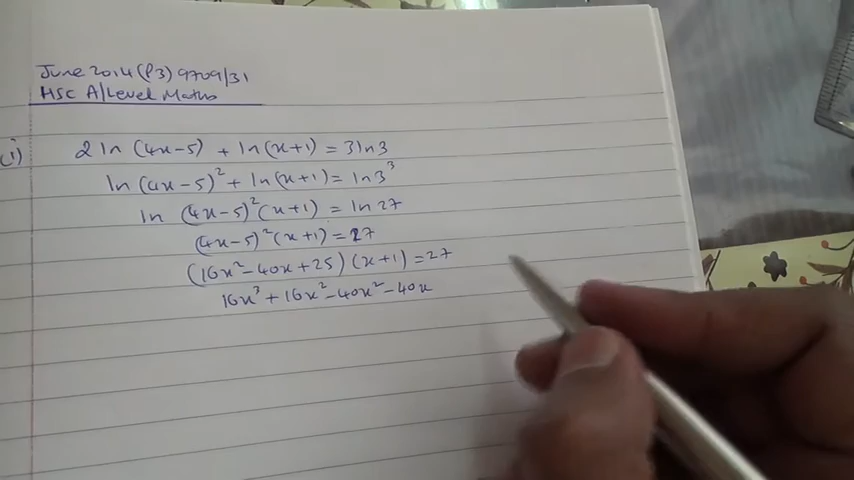 June 2014 (P3) 9709/31
HSC A/Level Maths
(i) 2 ln (4x-5) + ln (x+1) = 3 ln 3
ln (4x-5)² + ln (x+1) = ln 3³
ln (4x-5)² (x+1) = ln 27
(4x-5)² (x+1) = 27
(16x² - 40x + 25) (x+1) = 27
16x³ + 16x² - 40x² - 40x